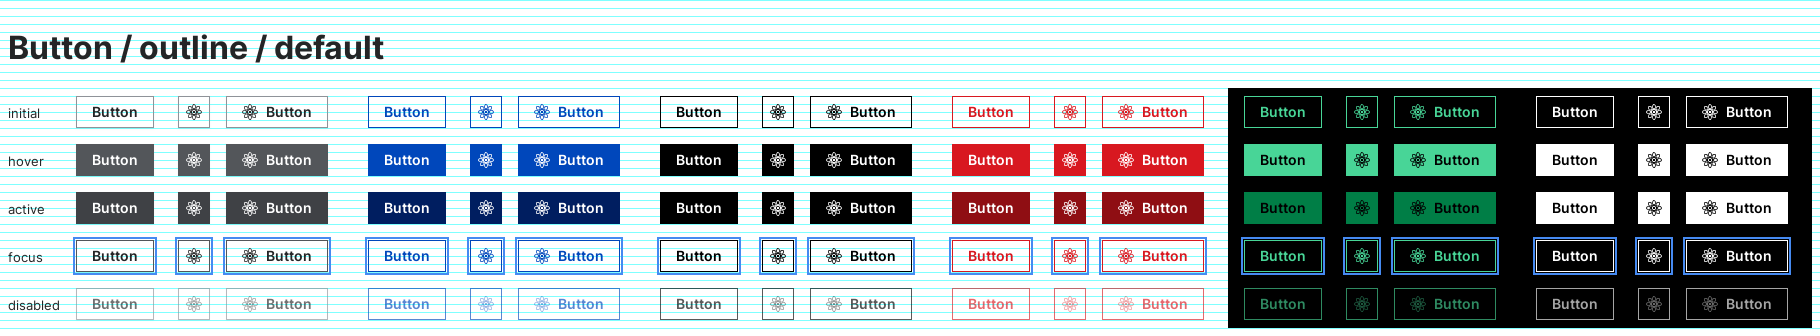 Button / outline / default
initial Button Button Button Button Button Button Button Button Button Button Button Button
hover Button Button Button Button Button Button Button Button Button Button Button Button
active Button Button Button Button Button Button Button Button Button Button Button Button
focus Button Button Button Button Button Button Button Button Button Button Button Button
disabled Button Button Button Button Button Button Button Button Button Button Button Button